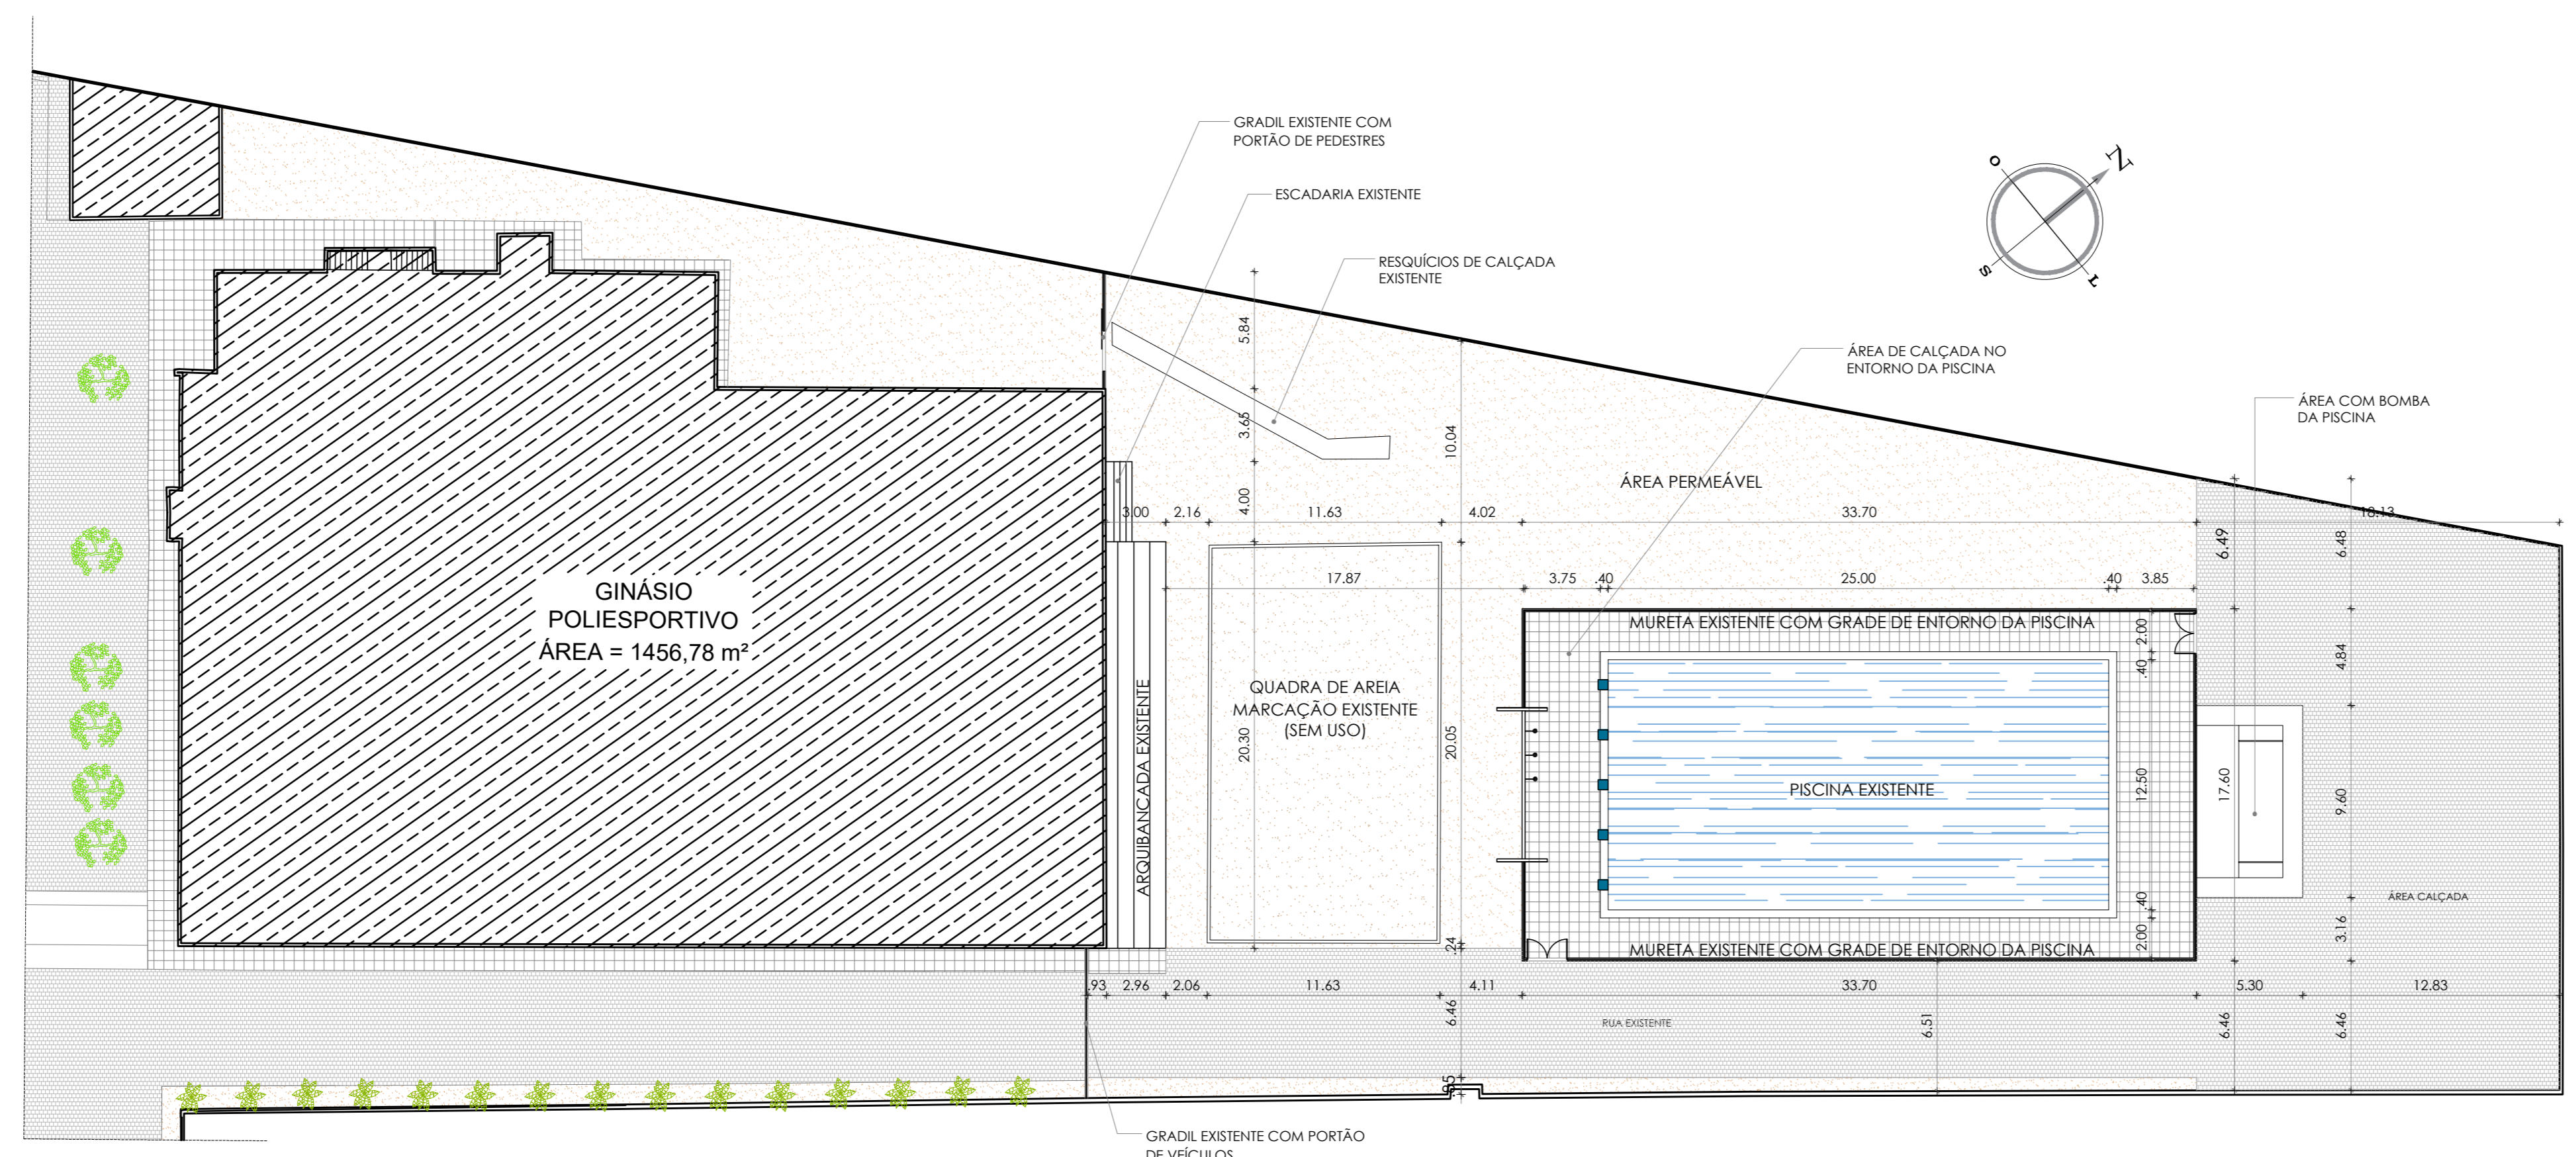 GRADIL EXISTENTE COM
PORTÃO DE PEDESTRES
ESCADARIA EXISTENTE
RESQUÍCIOS DE CALÇADA
EXISTENTE
O
N
S
L
ÁREA DE CALÇADA NO
ENTORNO DA PISCINA
ÁREA COM BOMBA
DA PISCINA
5.84
3.65
4.00
10.04
ÁREA PERMEÁVEL
3.00
2.16
11.63
4.02
33.70
18.13
6.49
6.48
17.87
3.75
.40
25.00
.40
3.85
GINÁSIO
POLIESPORTIVO
ÁREA = 1456,78 m²
MURETA EXISTENTE COM GRADE DE ENTORNO DA PISCINA
2.00
.40
4.84
ARQUIBANCADA EXISTENTE
QUADRA DE AREIA
MARCAÇÃO EXISTENTE
(SEM USO)
20.30
20.05
PISCINA EXISTENTE
12.50
17.60
9.60
ÁREA CALÇADA
.40
2.00
3.16
.24
MURETA EXISTENTE COM GRADE DE ENTORNO DA PISCINA
.93
2.96
2.06
11.63
4.11
33.70
5.30
12.83
6.46
RUA EXISTENTE
6.51
6.46
6.46
.95
GRADIL EXISTENTE COM PORTÃO
DE VEÍCULOS